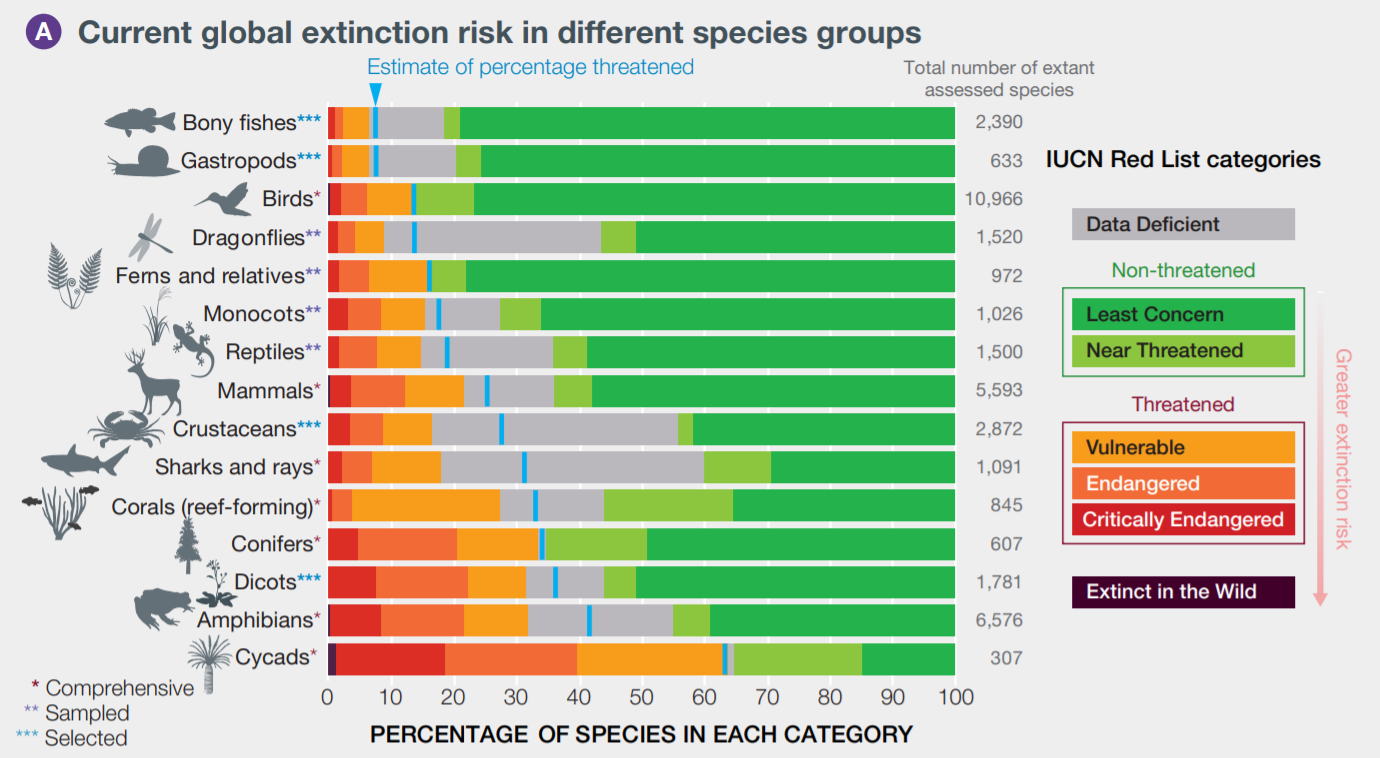 A Current global extinction risk in different species groups
Estimate of percentage threatened
Total number of extant
assessed species
Bony fishes*** 2,390
Gastropods*** 633
Birds* 10,966
Dragonflies** 1,520
Ferns and relatives** 972
Monocots** 1,026
Reptiles** 1,500
Mammals* 5,593
Crustaceans*** 2,872
Sharks and rays* 1,091
Corals (reef-forming)* 845
Conifers* 607
Dicots*** 1,781
Amphibians* 6,576
Cycads* 307
0 10 20 30 40 50 60 70 80 90 100
PERCENTAGE OF SPECIES IN EACH CATEGORY
* Comprehensive
** Sampled
*** Selected
IUCN Red List categories
Data Deficient
Non-threatened
Least Concern
Near Threatened
Threatened
Vulnerable
Endangered
Critically Endangered
Extinct in the Wild
Greater extinction risk